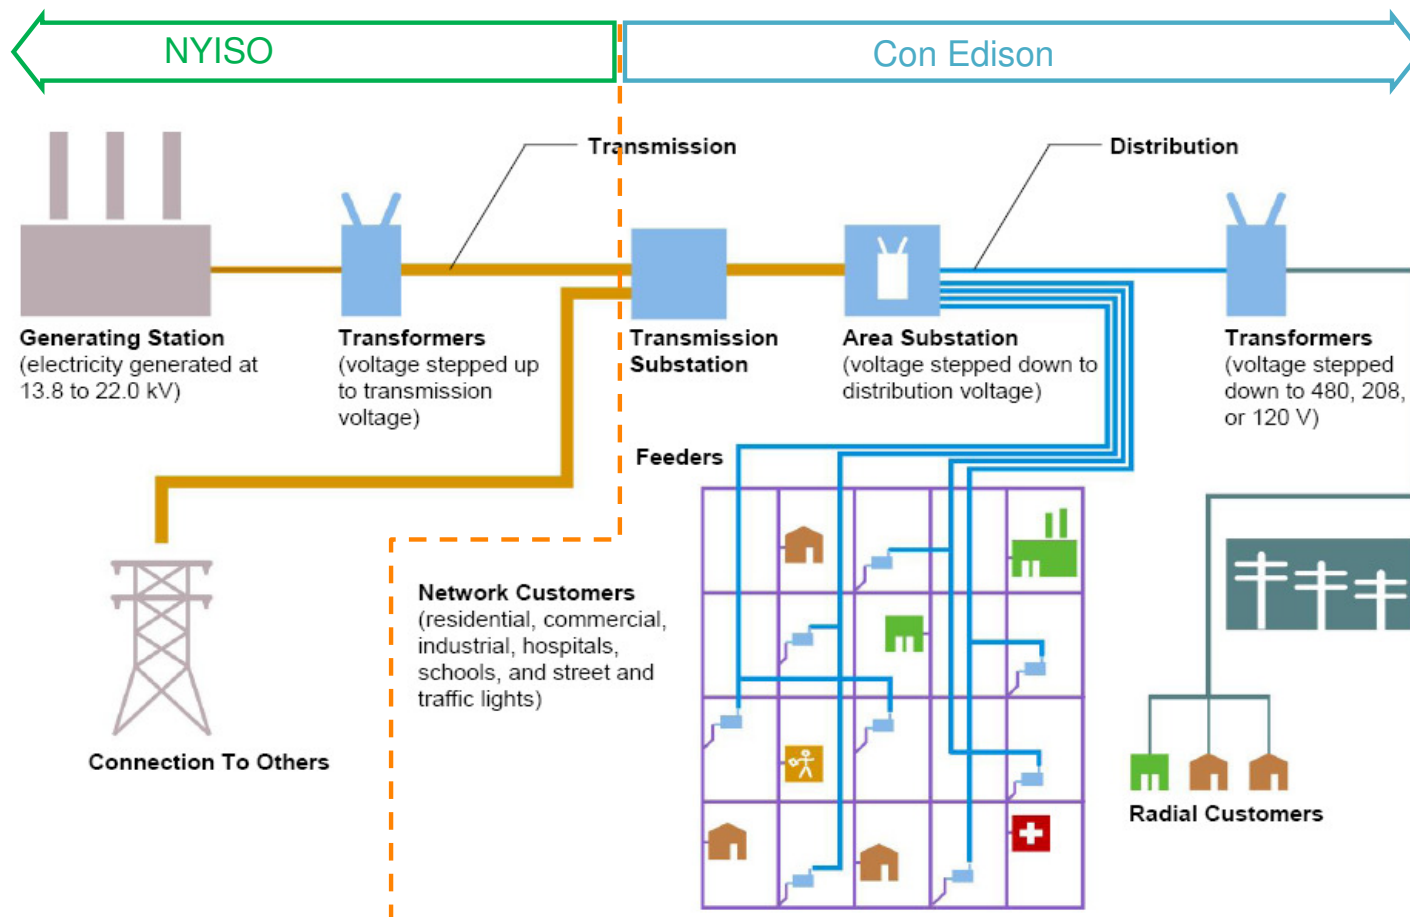 NYISO
Con Edison
Transmission
Distribution
Generating Station
(electricity generated at
13.8 to 22.0 kV)
Transformers
(voltage stepped up
to transmission
voltage)
Transmission
Substation
Area Substation
(voltage stepped down to
distribution voltage)
Transformers
(voltage stepped
down to 480, 208,
or 120 V)
Feeders
Network Customers
(residential, commercial,
industrial, hospitals,
schools, and street and
traffic lights)
Connection To Others
Radial Customers